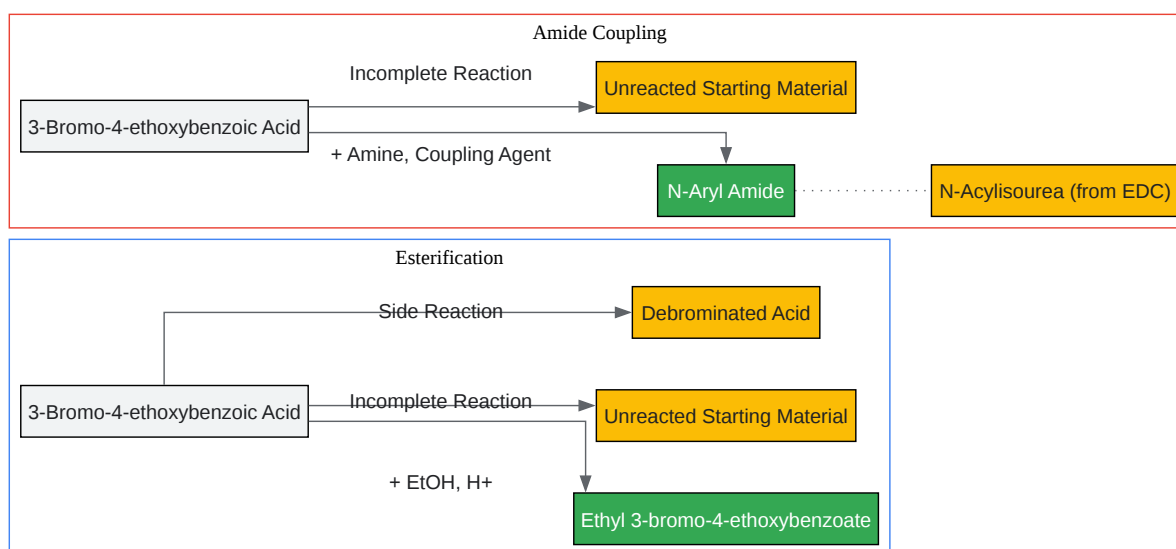 Amide Coupling
Incomplete Reaction
Unreacted Starting Material
3-Bromo-4-ethoxybenzoic Acid
+ Amine, Coupling Agent
N-Aryl Amide
N-Acylisourea (from EDC)
Esterification
Side Reaction
Debrominated Acid
3-Bromo-4-ethoxybenzoic Acid
Incomplete Reaction
Unreacted Starting Material
+ EtOH, H+
Ethyl 3-bromo-4-ethoxybenzoate